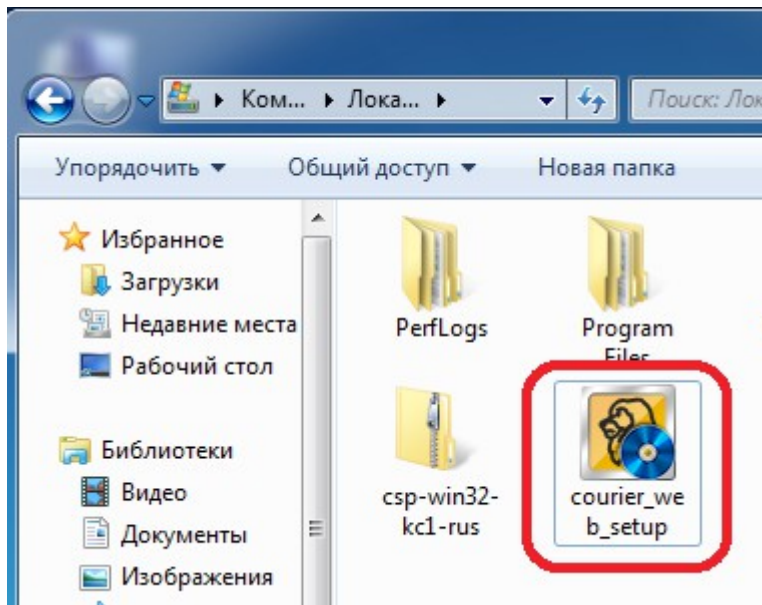 Ком... Лока...
Поиск: Лок
Упорядочить Общий доступ Новая папка
Избранное
Загрузки
Недавние места
Рабочий стол
Библиотеки
Видео
Документы
Изображения
PerfLogs
Program
Files
csp-win32-
kc1-rus
courier_we
b_setup